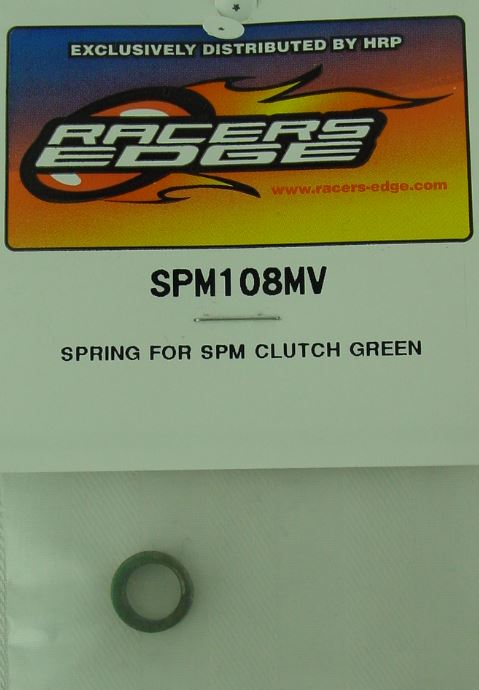 EXCLUSIVELY DISTRIBUTED BY HRP
RACERS
EDGE
www.racers-edge.com
SPM108MV
SPRING FOR SPM CLUTCH GREEN